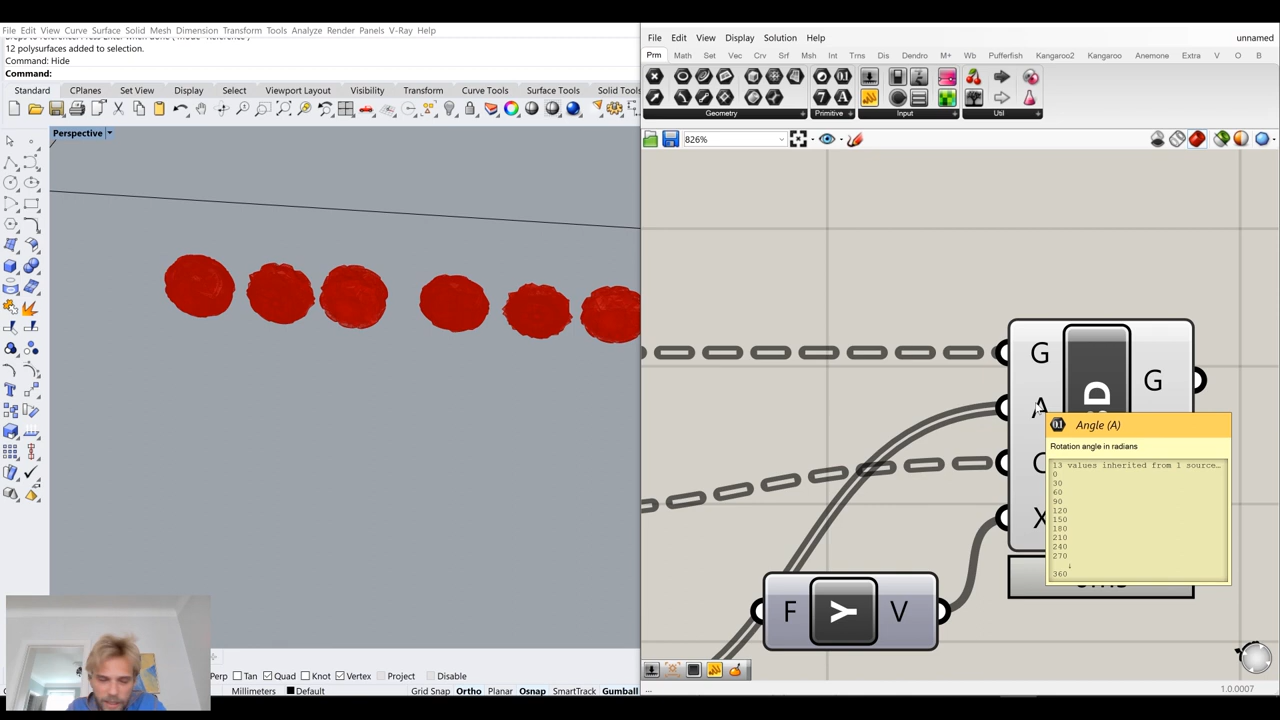 File Edit View Curve Surface Solid Mesh Dimension Transform Tools Analyze Render Panels V-Ray Help
12 polysurfaces added to selection.
Command: Hide
Command:
Standard CPlanes Set View Display Select Viewport Layout Visibility Transform Curve Tools Surface Tools Solid Tools
Perspective
Perp Tan Quad Knot Vertex Project Disable
Millimeters Default Grid Snap Ortho Planar Osnap SmartTrack Gumball
File Edit View Display Solution Help unnamed
Prm Math Set Vec Crv Srf Msh Int Trns Dis Dendro M+ Wb Pufferfish Kangaroo2 Kangaroo Anemone Extra V O B
Geometry Primitive Input Util
826%
G
A
C
X
D
G
Angle (A)
Rotation angle in radians
13 values inherited from 1 source…
0
30
60
90
120
150
180
210
240
270
↓
360
F Y V
...
1.0.0007